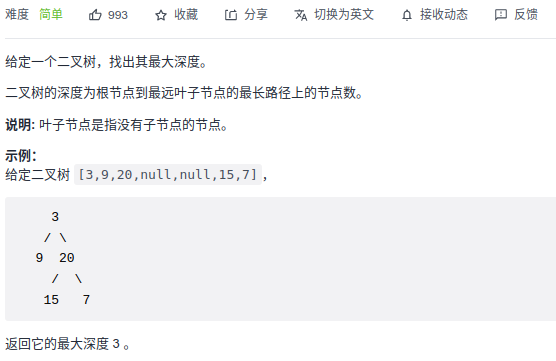 难度 简单 993 收藏 分享 切换为英文 接收动态 反馈
给定一个二叉树，找出其最大深度。
二叉树的深度为根节点到最远叶子节点的最长路径上的节点数。
说明: 叶子节点是指没有子节点的节点。
示例：
给定二叉树 [3,9,20,null,null,15,7]，
3
/ \
9 20
/ \
15 7
返回它的最大深度 3 。